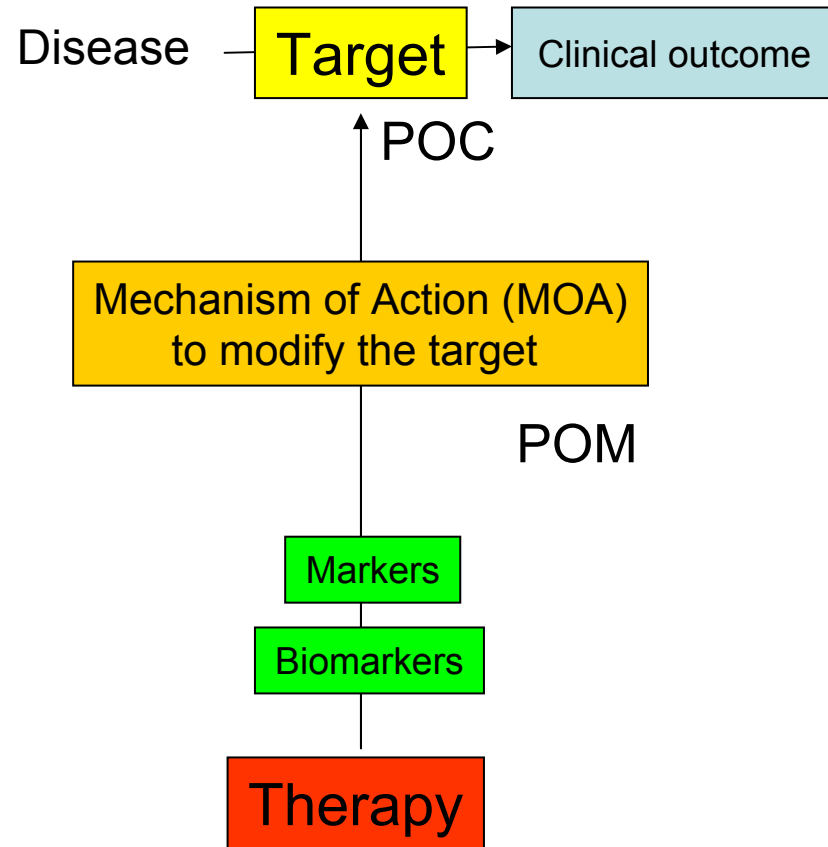 Disease
Target
Clinical outcome
POC
Mechanism of Action (MOA)
to modify the target
POM
Markers
Biomarkers
Therapy